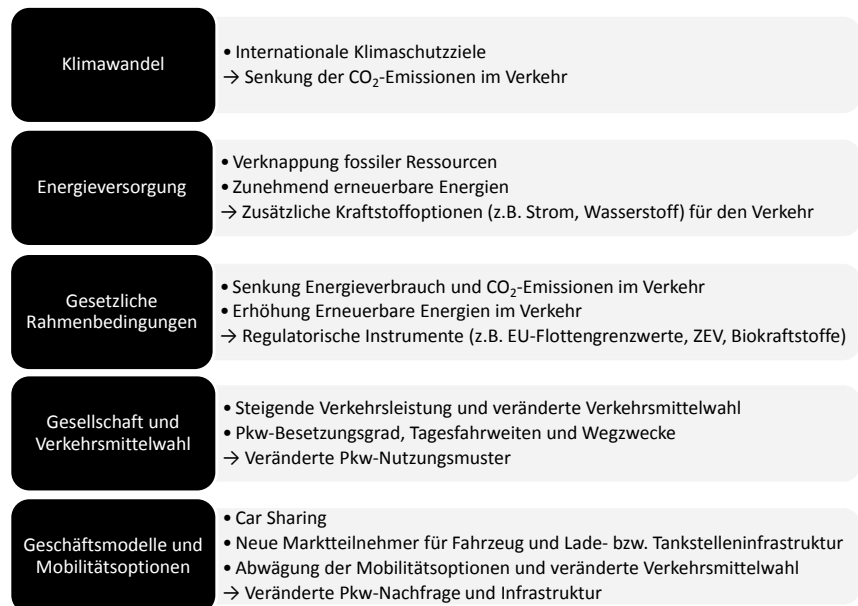 Klimawandel
• Internationale Klimaschutzziele
→ Senkung der CO₂-Emissionen im Verkehr
Energieversorgung
• Verknappung fossiler Ressourcen
• Zunehmend erneuerbare Energien
→ Zusätzliche Kraftstoffoptionen (z.B. Strom, Wasserstoff) für den Verkehr
Gesetzliche
Rahmenbedingungen
• Senkung Energieverbrauch und CO₂-Emissionen im Verkehr
• Erhöhung Erneuerbare Energien im Verkehr
→ Regulatorische Instrumente (z.B. EU-Flottengrenzwerte, ZEV, Biokraftstoffe)
Gesellschaft und
Verkehrsmittelwahl
• Steigende Verkehrsleistung und veränderte Verkehrsmittelwahl
• Pkw-Besetzungsgrad, Tagesfahrweiten und Wegzwecke
→ Veränderte Pkw-Nutzungsmuster
Geschäftsmodelle und
Mobilitätsoptionen
• Car Sharing
• Neue Marktteilnehmer für Fahrzeug und Lade- bzw. Tankstelleninfrastruktur
• Abwägung der Mobilitätsoptionen und veränderte Verkehrsmittelwahl
→ Veränderte Pkw-Nachfrage und Infrastruktur